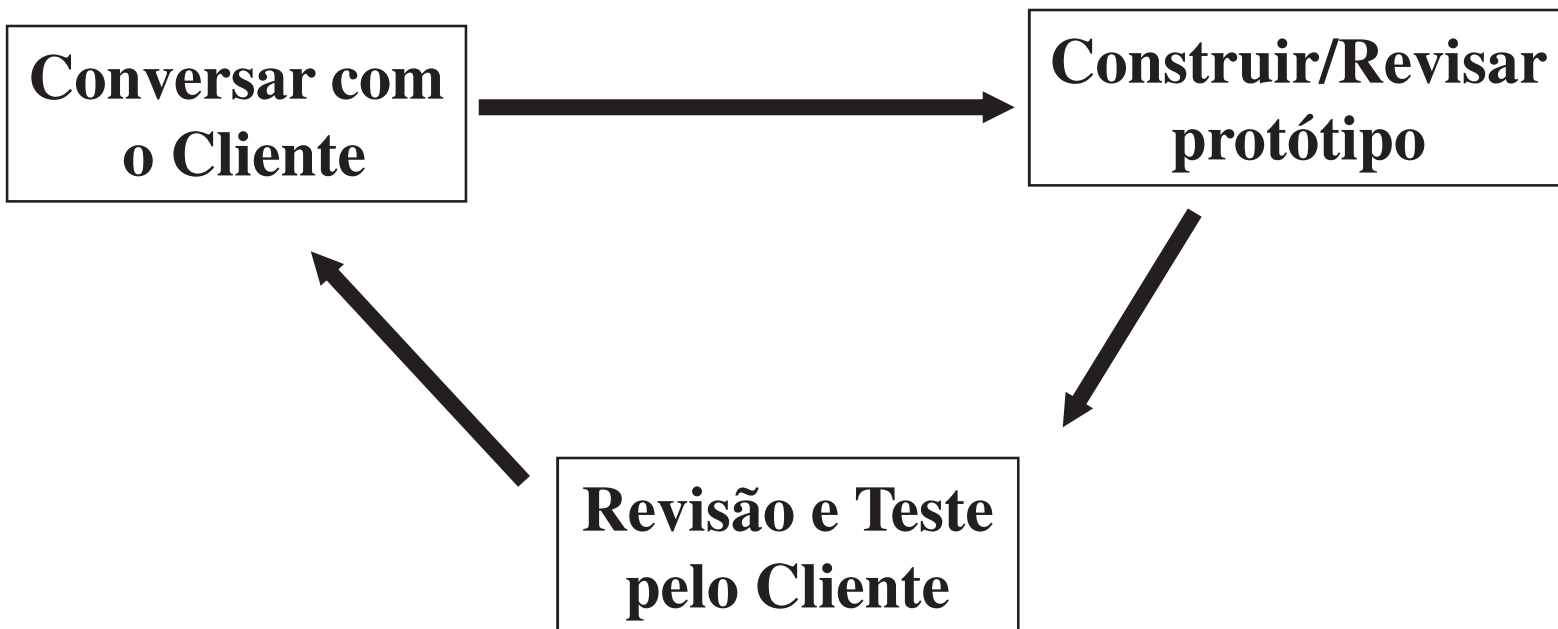 Conversar com
o Cliente
Construir/Revisar
protótipo
Revisão e Teste
pelo Cliente